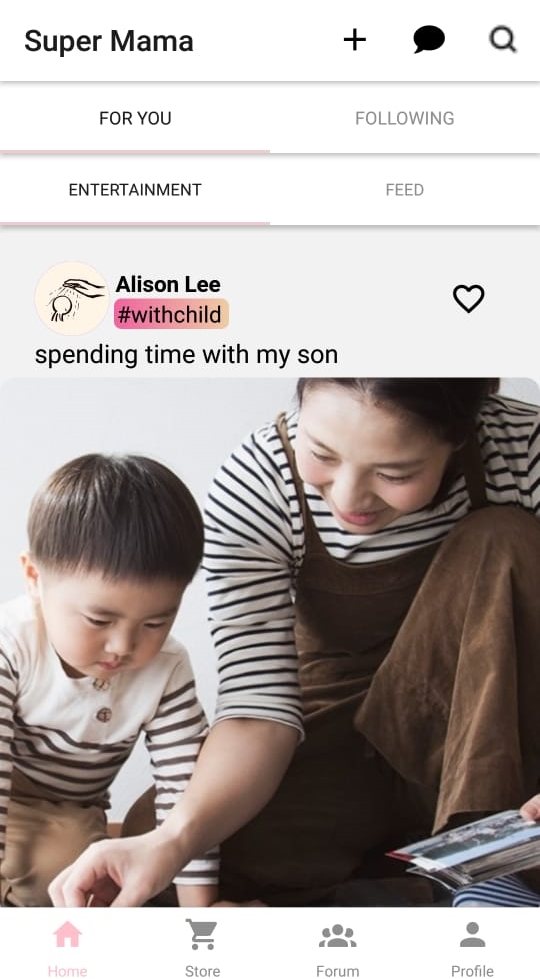 Super Mama
FOR YOU FOLLOWING
ENTERTAINMENT FEED
Alison Lee
#withchild
spending time with my son
Home Store Forum Profile